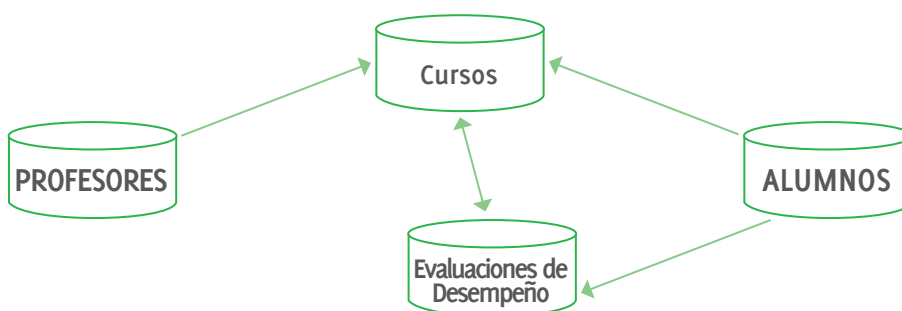 Cursos
PROFESORES
ALUMNOS
Evaluaciones de
Desempeño